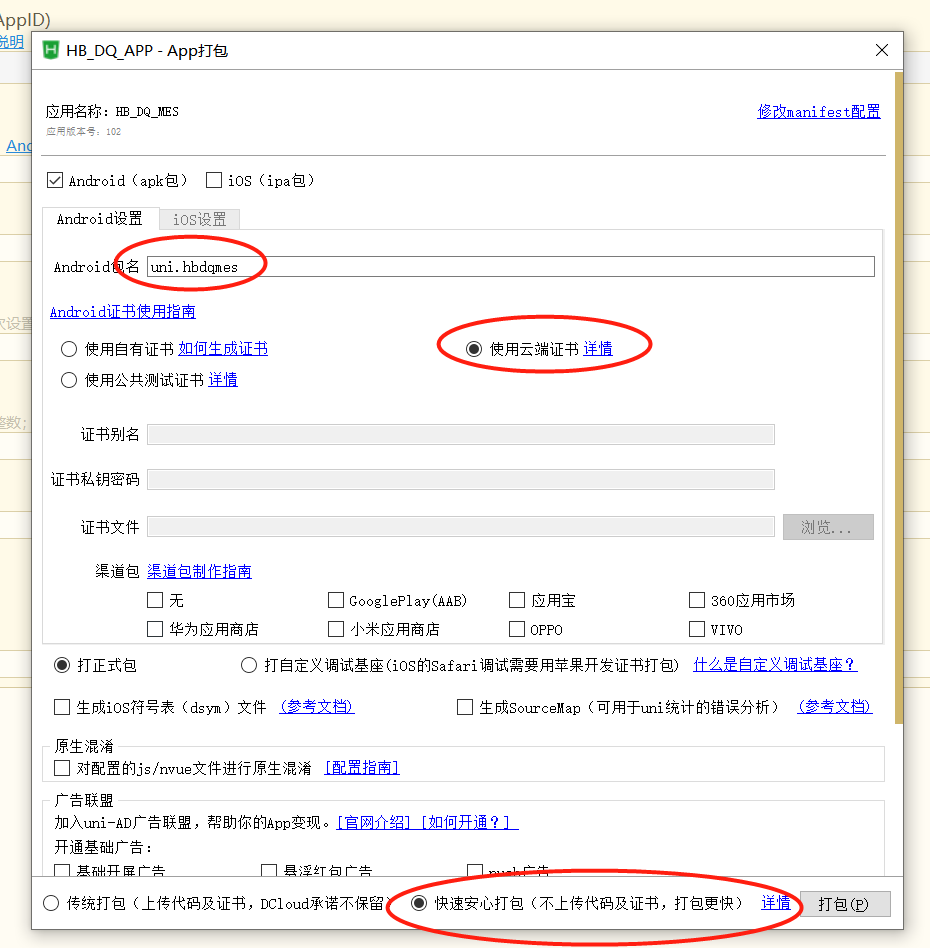 AppID)
说明
HB_DQ_APP - App打包
应用名称: HB_DQ_MES
修改manifest配置
应用版本号: 102
Android（apk包） iOS（ipa包）
Android设置 iOS设置
Android包名 uni.hbdqmes
Android证书使用指南
使用自有证书 如何生成证书 使用云端证书 详情
使用公共测试证书 详情
证书别名
证书私钥密码
证书文件 浏览...
渠道包 渠道包制作指南
无 GooglePlay(AAB) 应用宝 360应用市场
华为应用商店 小米应用商店 OPPO VIVO
打正式包 打自定义调试基座(iOS的Safari调试需要用苹果开发证书打包) 什么是自定义调试基座？
生成iOS符号表（dsym）文件 (参考文档) 生成SourceMap（可用于uni统计的错误分析） (参考文档)
原生混淆
对配置的js/nvue文件进行原生混淆 [配置指南]
广告联盟
加入uni-AD广告联盟，帮助你的App变现。[官网介绍] [如何开通？]
开通基础广告：
基础开屏广告 悬浮红包广告 push广告
传统打包（上传代码及证书，DCloud承诺不保留 快速安心打包（不上传代码及证书，打包更快） 详情 打包(P)
And
次设置
整数;